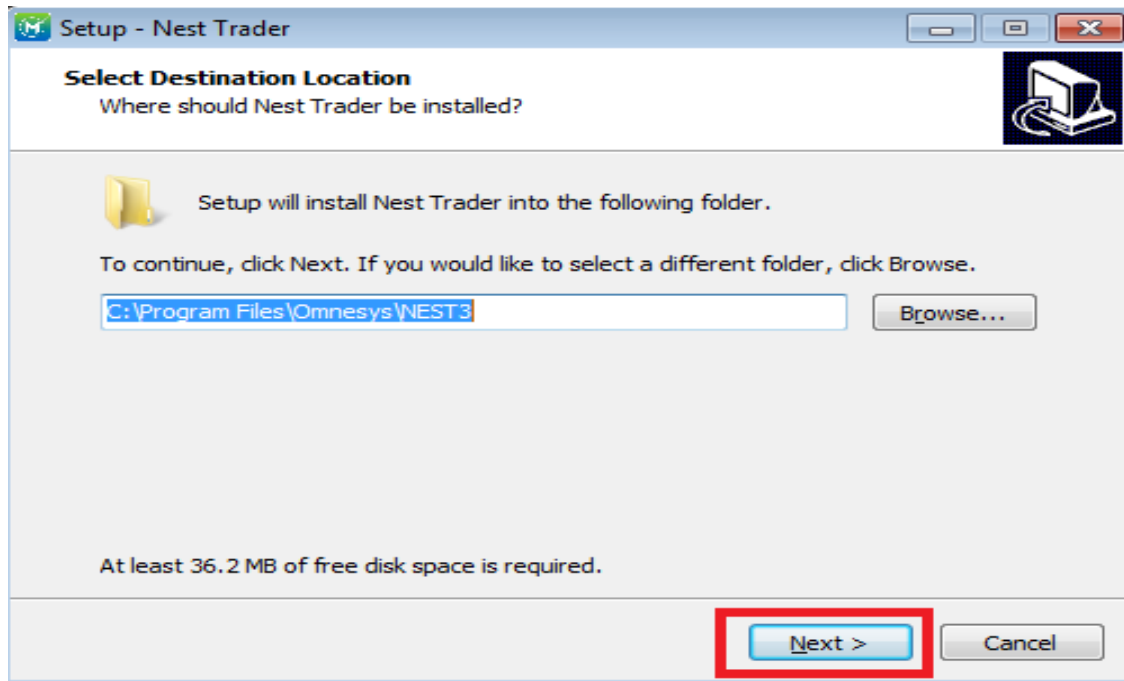 Setup - Nest Trader
Select Destination Location
Where should Nest Trader be installed?
Setup will install Nest Trader into the following folder.
To continue, click Next. If you would like to select a different folder, click Browse.
C:\Program Files\Omnesys\NEST3
Browse...
At least 36.2 MB of free disk space is required.
Next >
Cancel